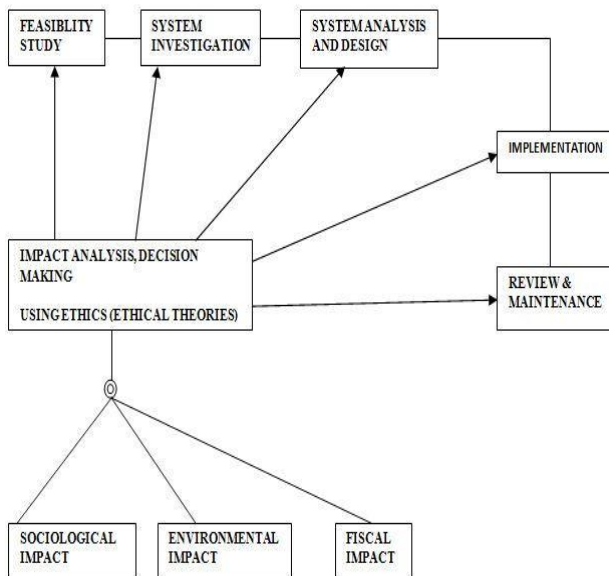 FEASIBLITY
STUDY
SYSTEM
INVESTIGATION
SYSTEM ANALYSIS
AND DESIGN
IMPLEMENTATION
IMPACT ANALYSIS, DECISION
MAKING
USING ETHICS (ETHICAL THEORIES)
REVIEW &
MAINTENANCE
SOCIOLOGICAL
IMPACT
ENVIRONMENTAL
IMPACT
FISCAL
IMPACT